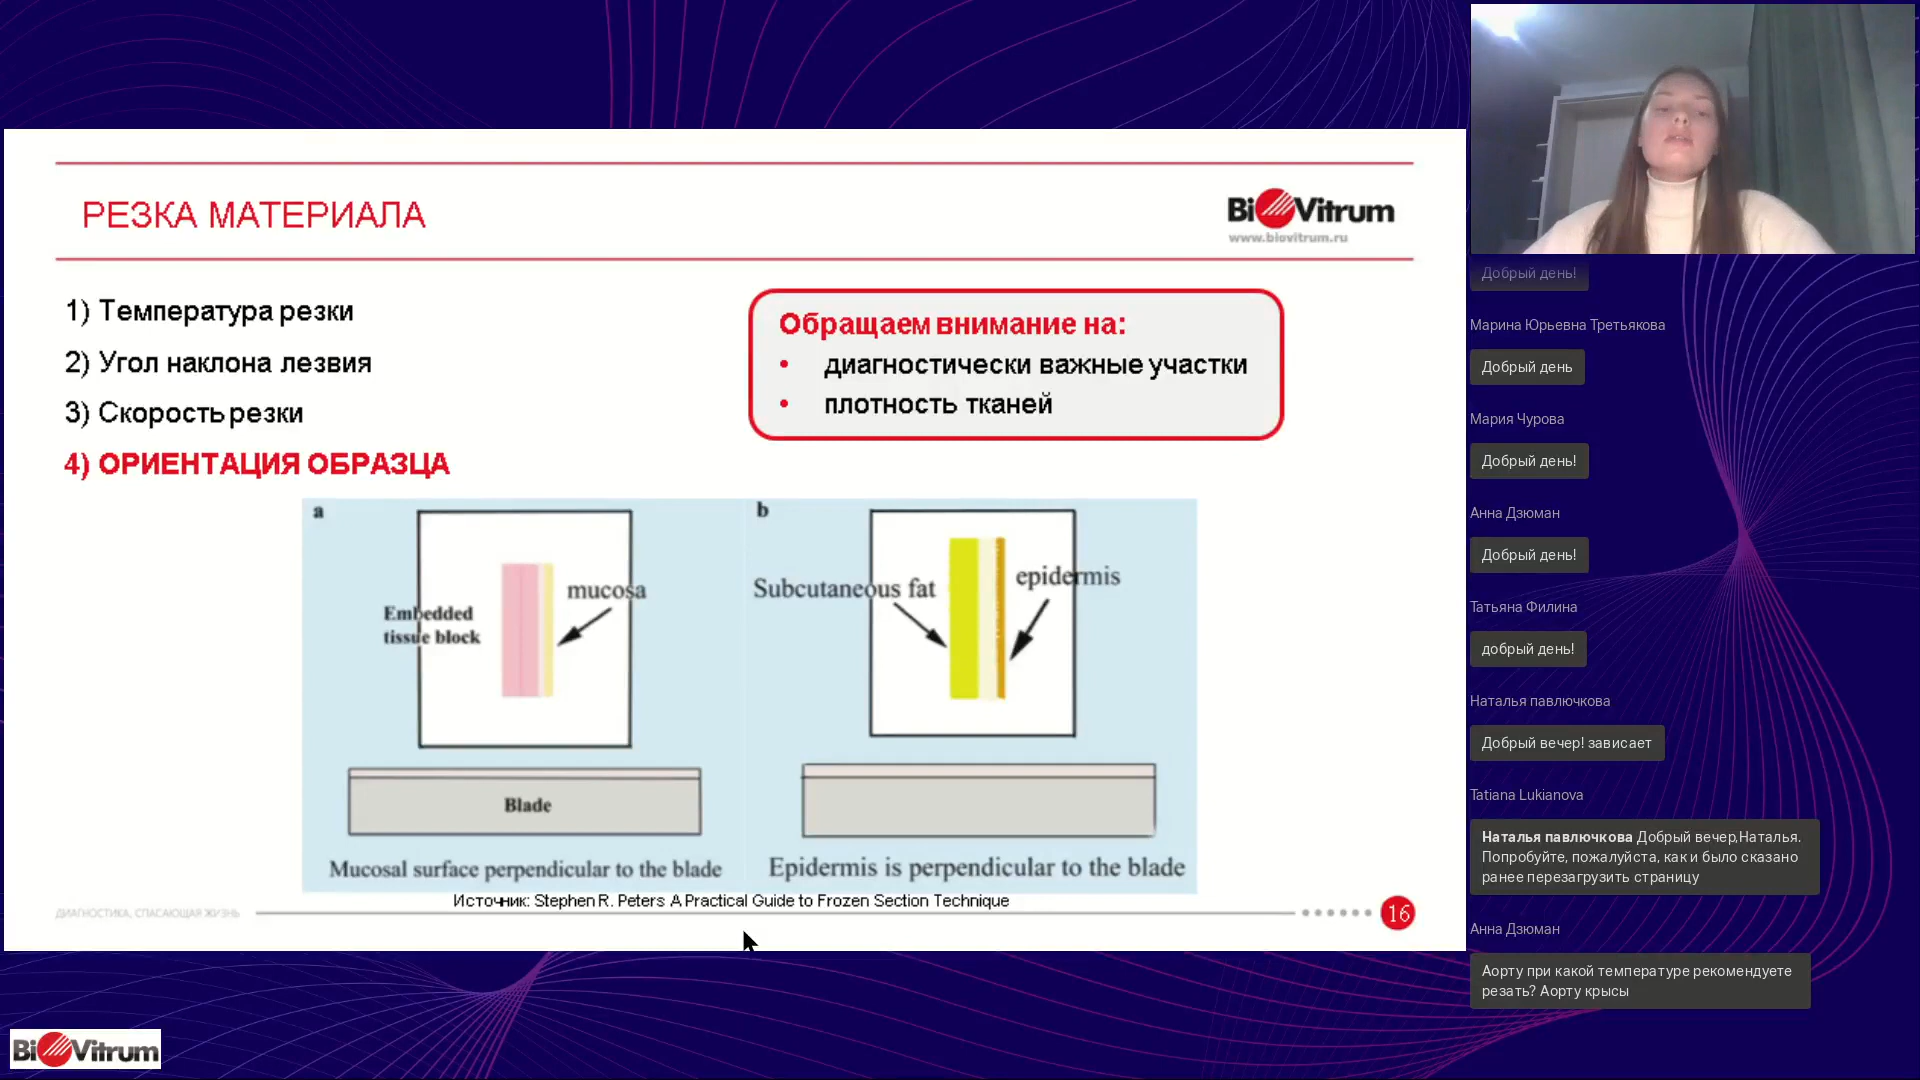 РЕЗКА МАТЕРИАЛА
BiOVitrum
www.biovitrum.ru
1) Температура резки
2) Угол наклона лезвия
3) Скорость резки
4) ОРИЕНТАЦИЯ ОБРАЗЦА
Обращаем внимание на:
• диагностически важные участки
• плотность тканей
a
mucosa
Embedded
tissue block
Blade
Mucosal surface perpendicular to the blade
b
Subcutaneous fat
epidermis
Epidermis is perpendicular to the blade
Источник: Stephen R. Peters A Practical Guide to Frozen Section Technique
ДИАГНОСТИКА, СПАСАЮЩАЯ ЖИЗНЬ
16
BiOVitrum
Добрый день!
Марина Юрьевна Третьякова
Добрый день
Мария Чурова
Добрый день!
Анна Дзюман
Добрый день!
Татьяна Филина
добрый день!
Наталья павлючкова
Добрый вечер! зависает
Tatiana Lukianova
Наталья павлючкова Добрый вечер,Наталья.
Попробуйте, пожалуйста, как и было сказано
ранее перезагрузить страницу
Анна Дзюман
Аорту при какой температуре рекомендуете
резать? Аорту крысы